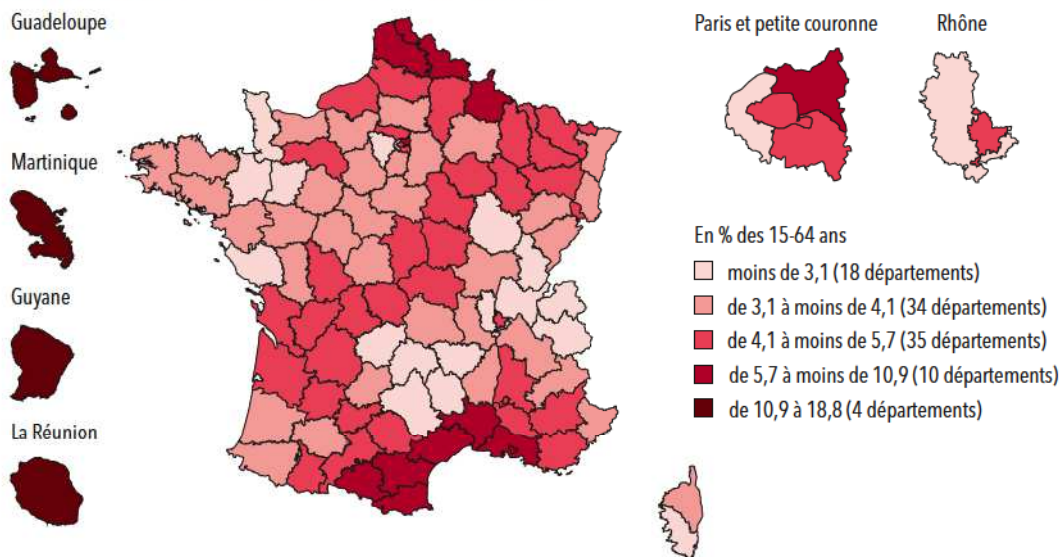 Guadeloupe
Martinique
Guyane
La Réunion
Paris et petite couronne
Rhône
En % des 15-64 ans
moins de 3,1 (18 départements)
de 3,1 à moins de 4,1 (34 départements)
de 4,1 à moins de 5,7 (35 départements)
de 5,7 à moins de 10,9 (10 départements)
de 10,9 à 18,8 (4 départements)